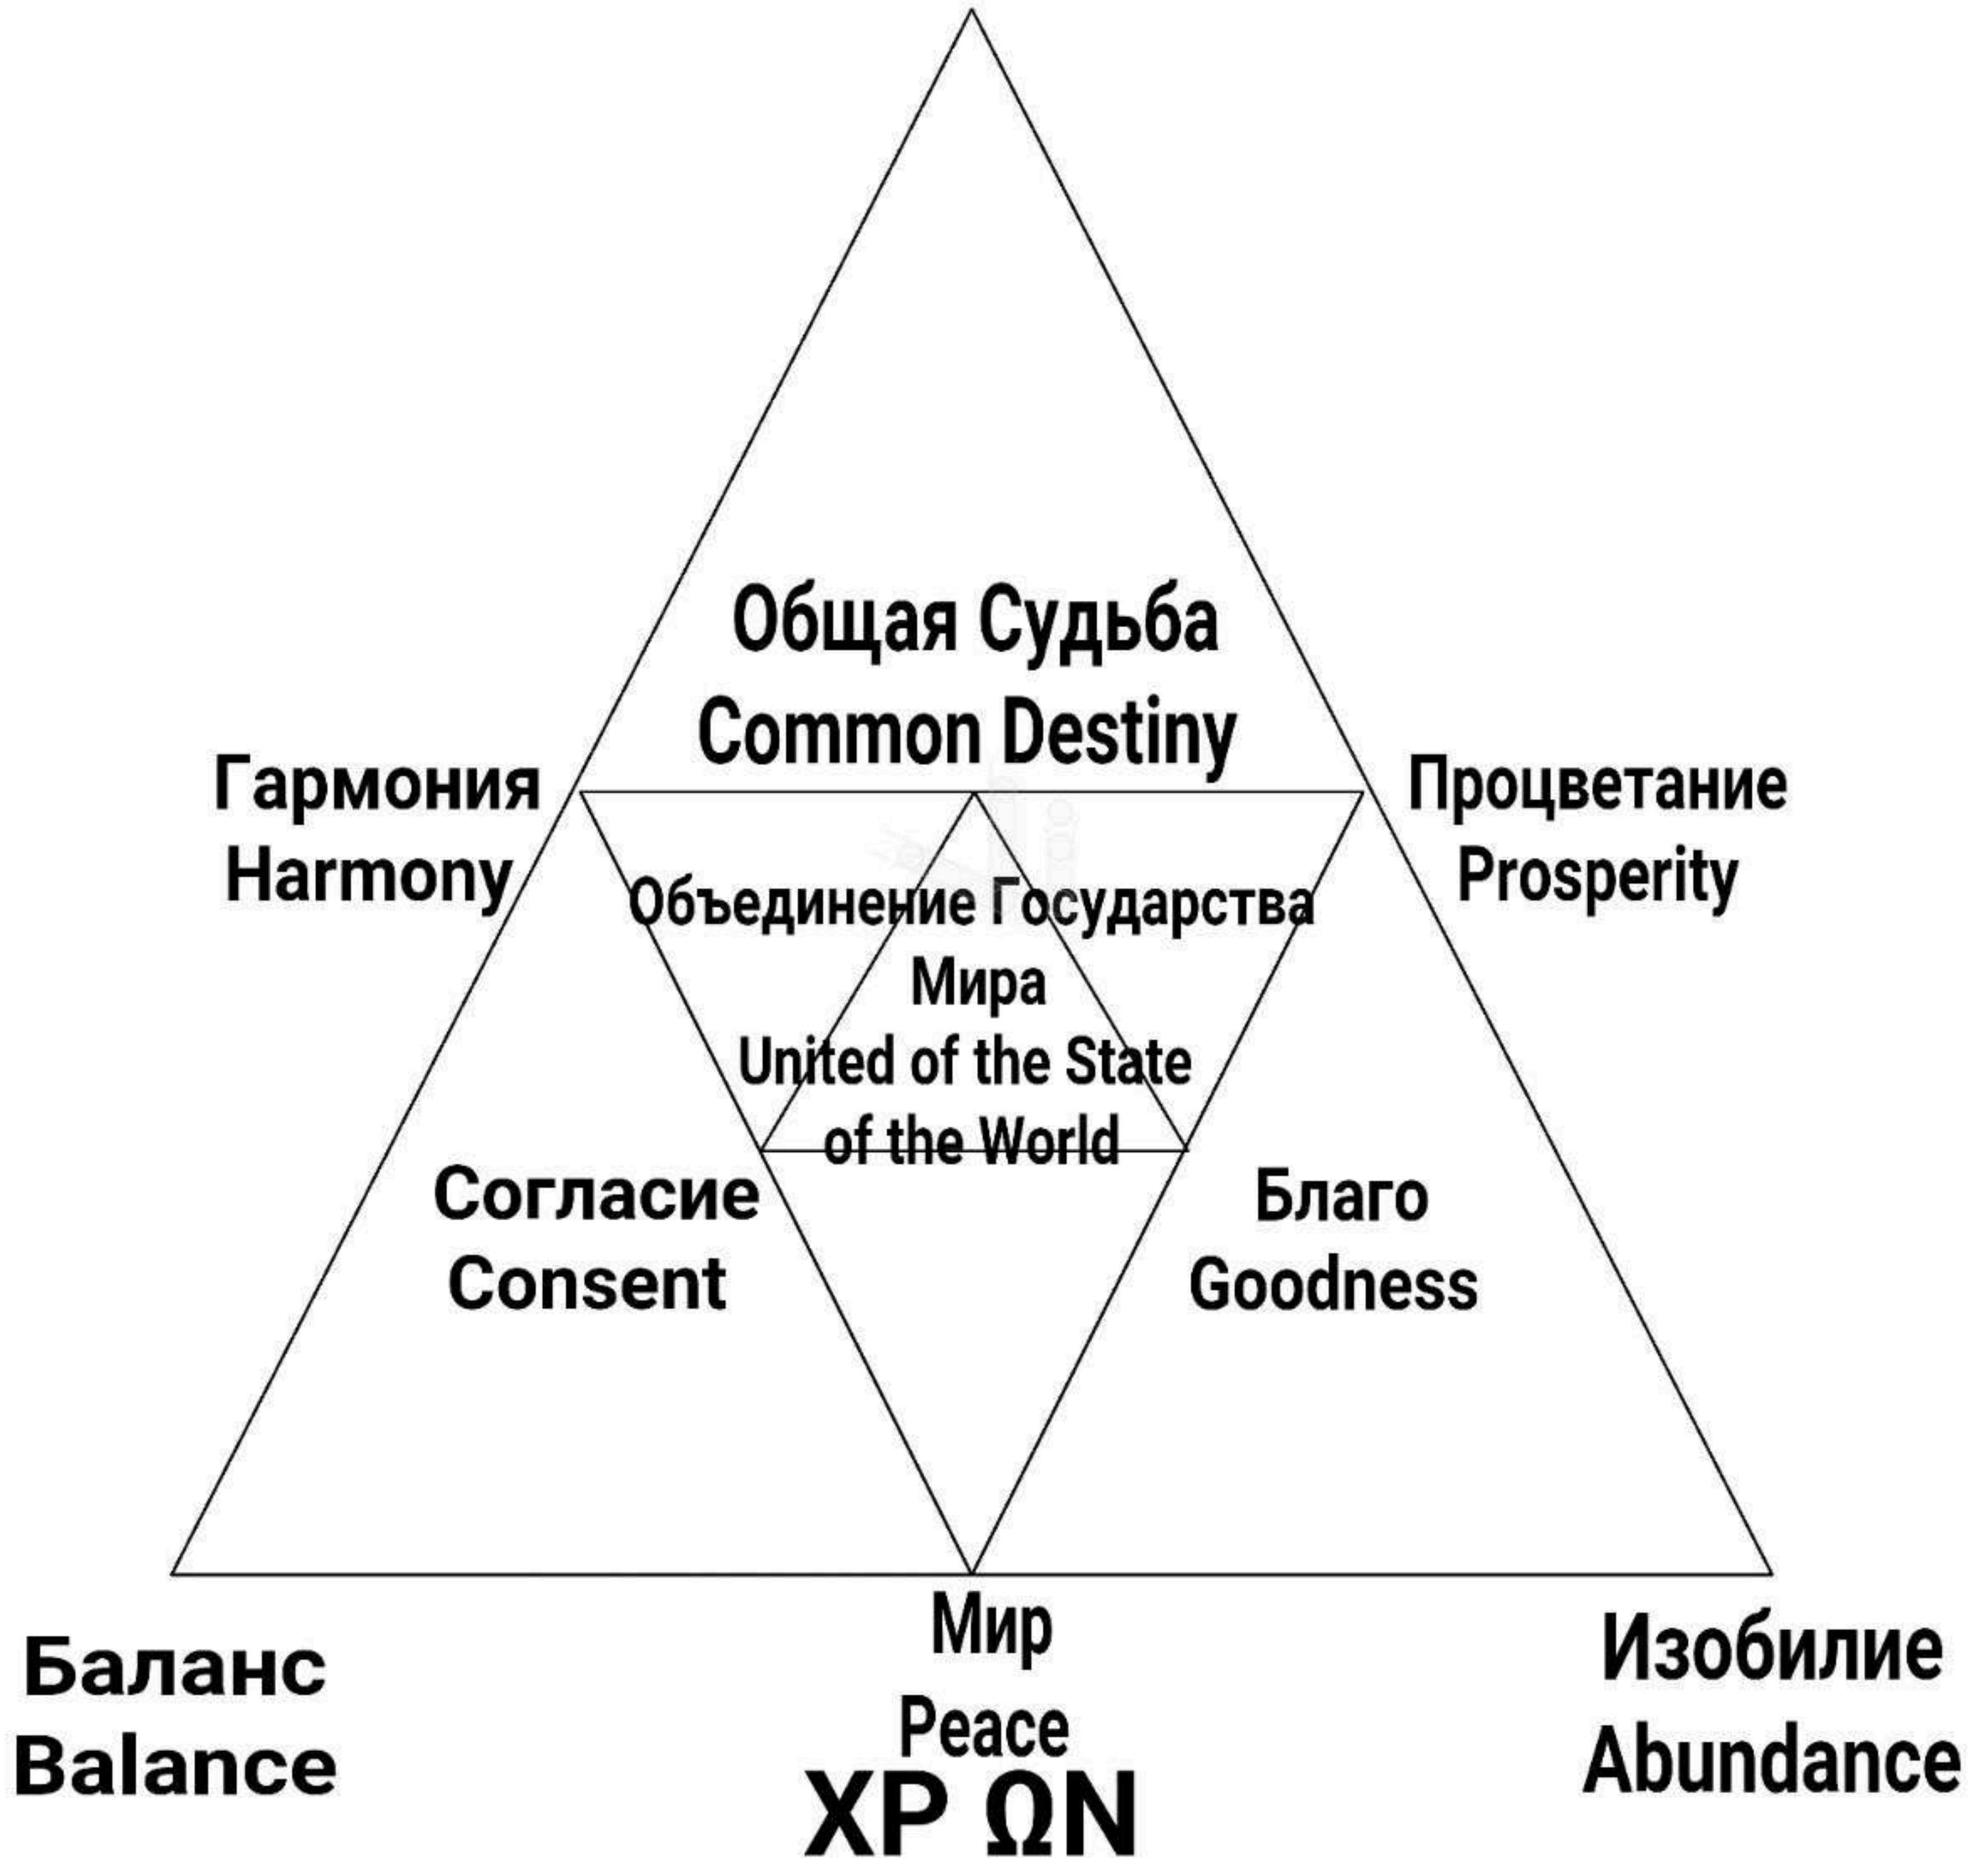 Общая Судьба
Common Destiny
Гармония
Harmony
Процветание
Prosperity
Объединение Государства
Мира
United of the State
of the World
Согласие
Consent
Благо
Goodness
Баланс
Balance
Мир
Peace
ΧΡ ΩΝ
Изобилие
Abundance